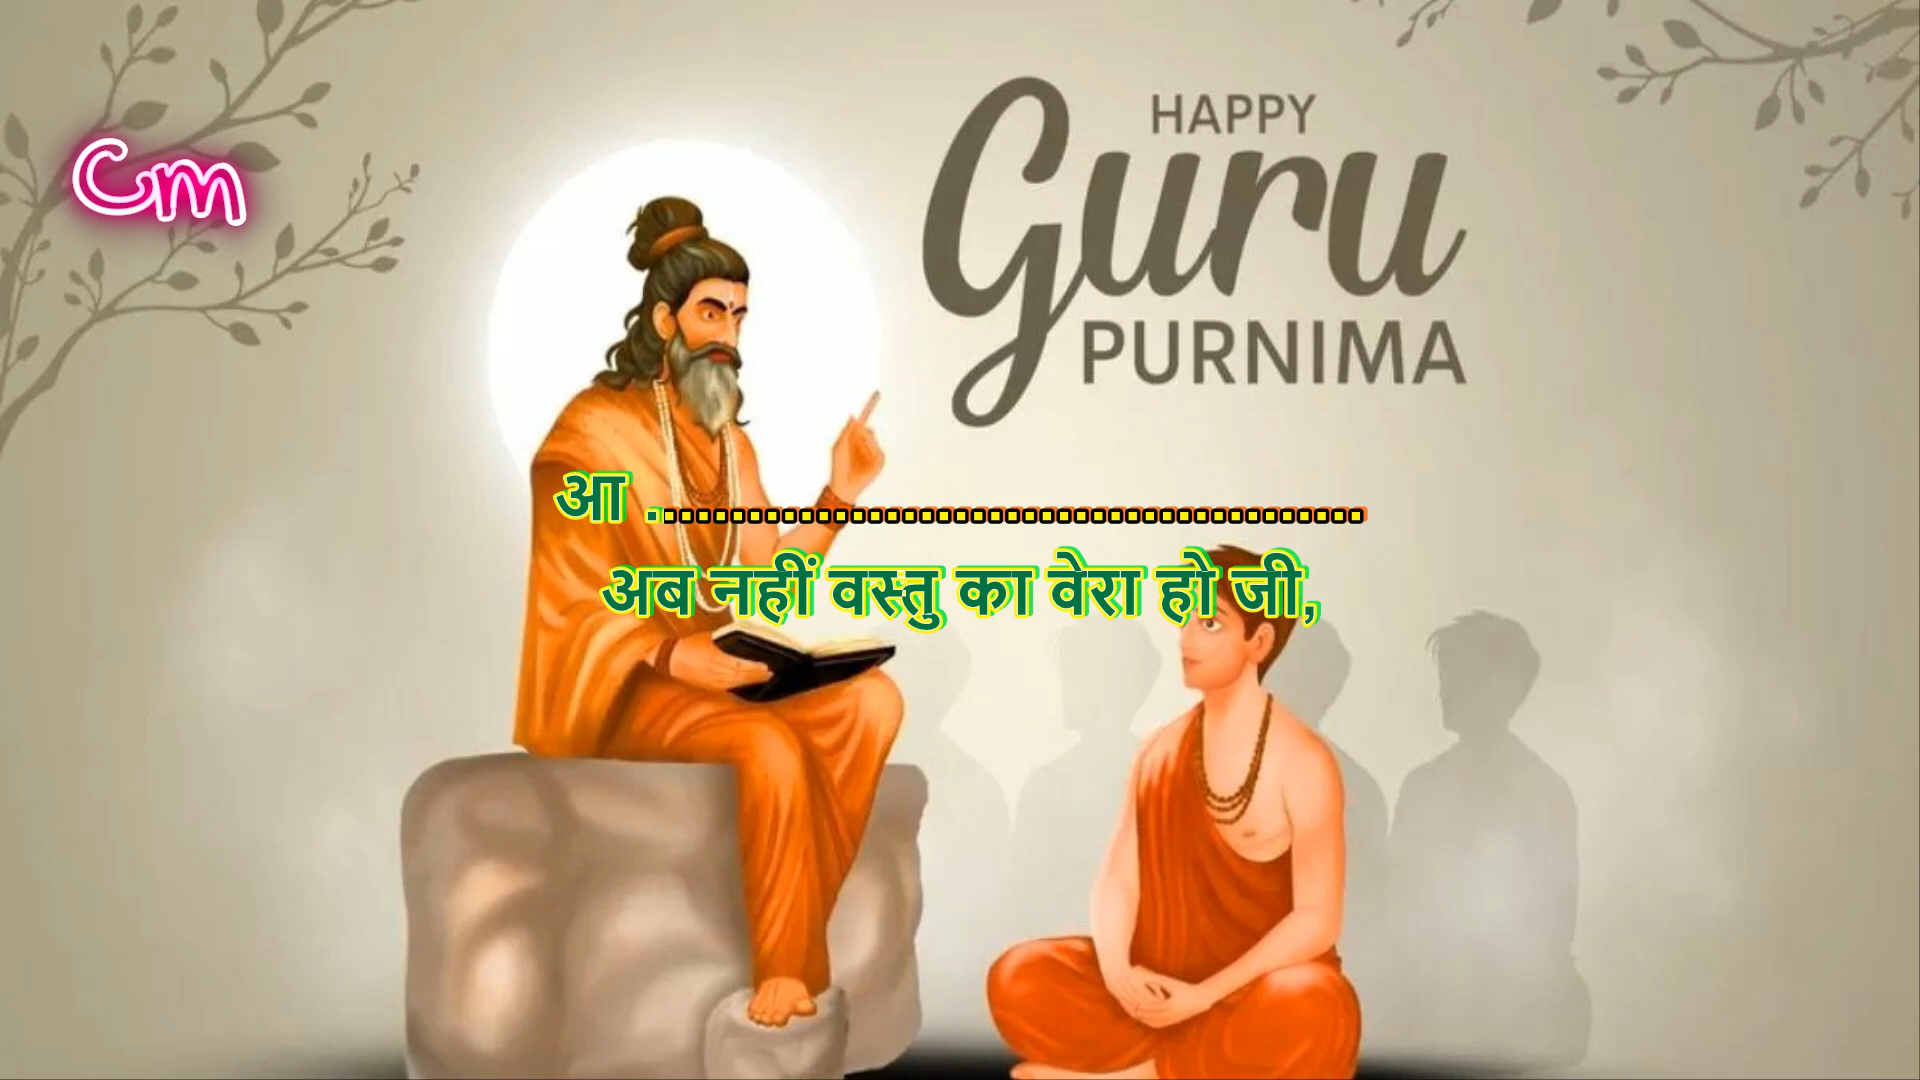 Cm
HAPPY
Guru
PURNIMA
आ ..........................................
अब नहीं वस्तु का वेरा हो जी,